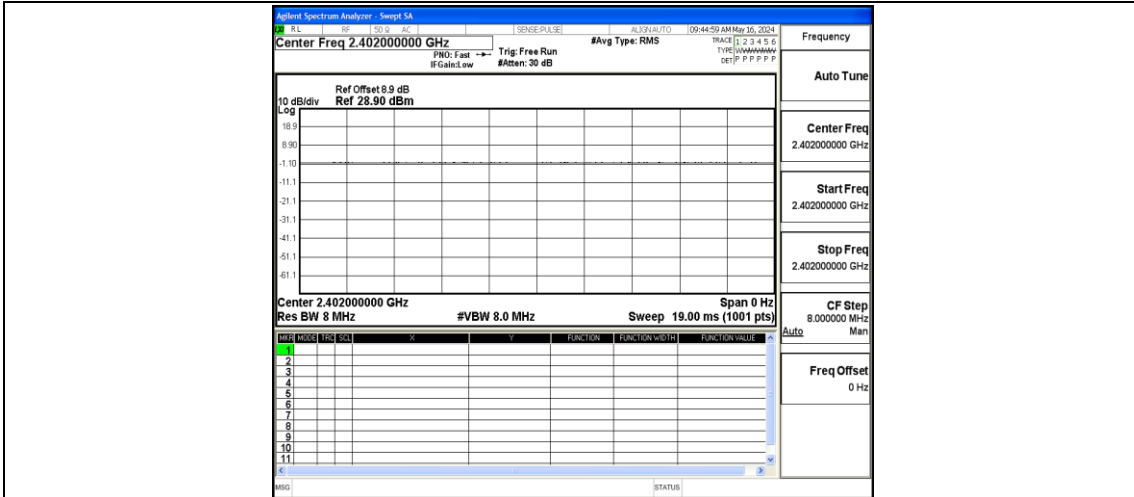 Agilent Spectrum Analyzer - Swept SA
RL RF 50 Ω AC SENSE:PULSE ALIGN AUTO 09:44:59 AM May 16, 2024
Center Freq 2.402000000 GHz
#Avg Type: RMS
TRACE 1 2 3 4 5 6
PNO: Fast Trig: Free Run
TYPE
IFGain:Low #Atten: 30 dB
DET P P P P P P
Ref Offset 8.9 dB
10 dB/div Ref 28.90 dBm
Log
18.9
8.90
-1.10
-11.1
-21.1
-31.1
-41.1
-51.1
-61.1
Center 2.402000000 GHz Span 0 Hz
Res BW 8 MHz #VBW 8.0 MHz Sweep 19.00 ms (1001 pts)
MKR MODE TRC SCL X Y FUNCTION FUNCTION WIDTH FUNCTION VALUE
1
2
3
4
5
6
7
8
9
10
11
MSG STATUS
Frequency
Auto Tune
Center Freq
2.402000000 GHz
Start Freq
2.402000000 GHz
Stop Freq
2.402000000 GHz
CF Step
8.000000 MHz
Auto Man
Freq Offset
0 Hz